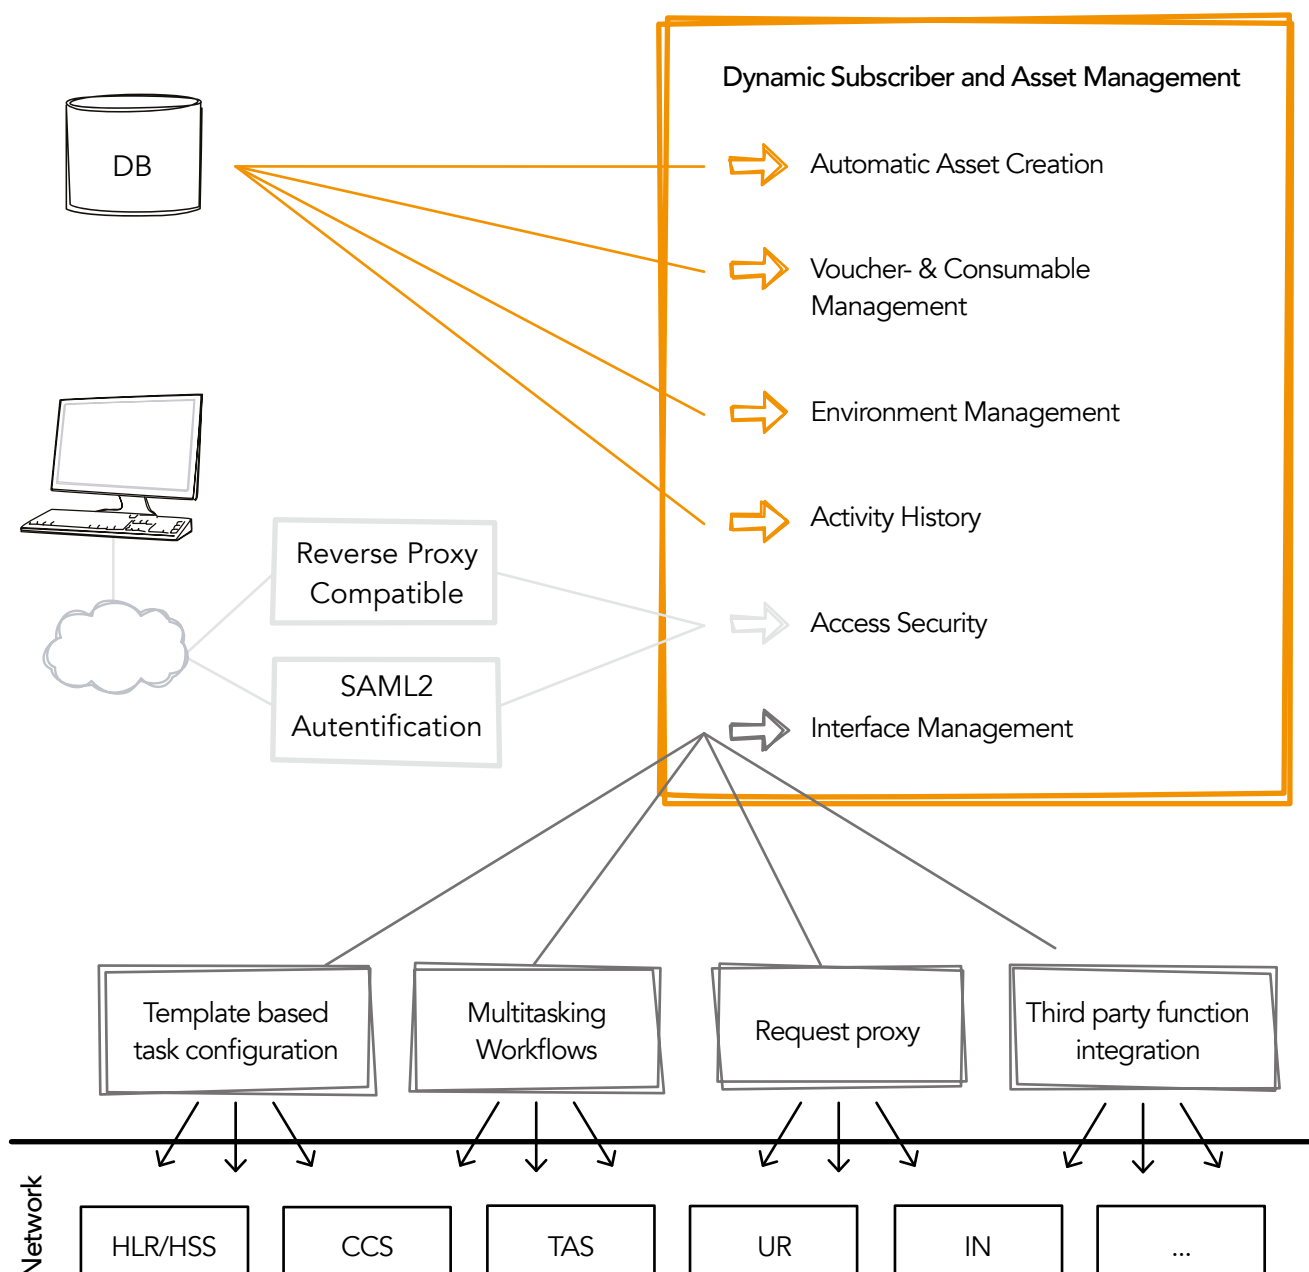 Dynamic Subscriber and Asset Management
DB
Automatic Asset Creation
Voucher- & Consumable
Management
Environment Management
Activity History
Reverse Proxy
Compatible
Access Security
SAML2
Autentification
Interface Management
Template based
task configuration
Multitasking
Workflows
Request proxy
Third party function
integration
Network
HLR/HSS
CCS
TAS
UR
IN
...